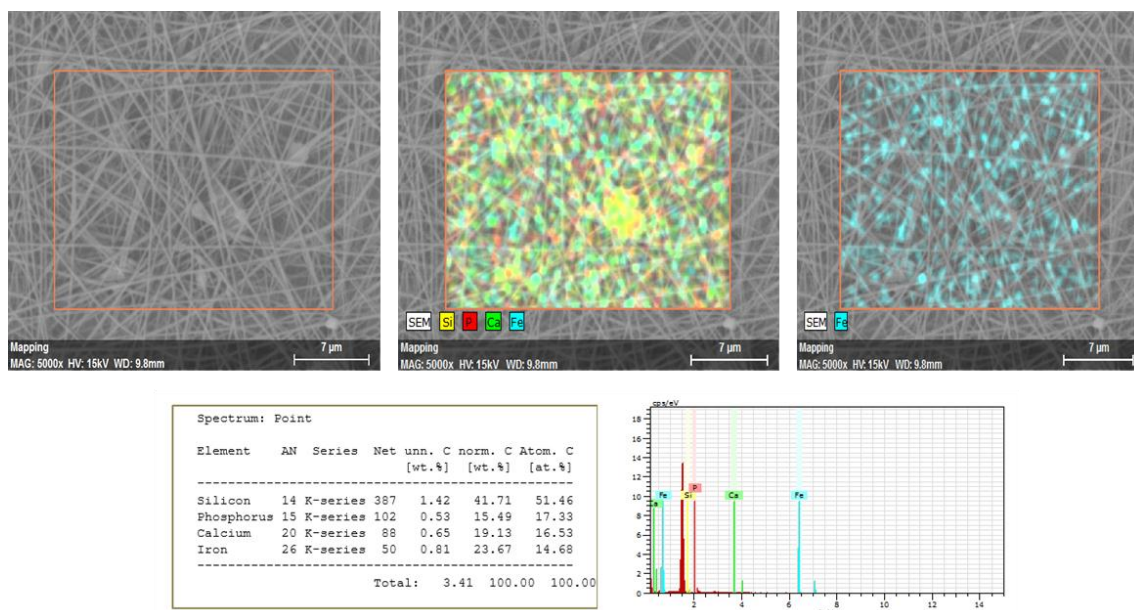 Mapping
MAG: 5000x HV: 15kV WD: 9.8mm
7 µm
SEM Si P Ca Fe
Mapping
MAG: 5000x HV: 15kV WD: 9.8mm
7 µm
SEM Fe
Mapping
MAG: 5000x HV: 15kV WD: 9.8mm
7 µm
Spectrum: Point
Element AN Series Net unn. C norm. C Atom. C
[wt.%] [wt.%] [at.%]
Silicon 14 K-series 387 1.42 41.71 51.46
Phosphorus 15 K-series 102 0.53 15.49 17.33
Calcium 20 K-series 88 0.65 19.13 16.53
Iron 26 K-series 50 0.81 23.67 14.68
Total: 3.41 100.00 100.00
cps/eV
18
16
14
12
10
8
6
4
2
0
Fe Si P Ca Fe
2 4 6 8 10 12 14